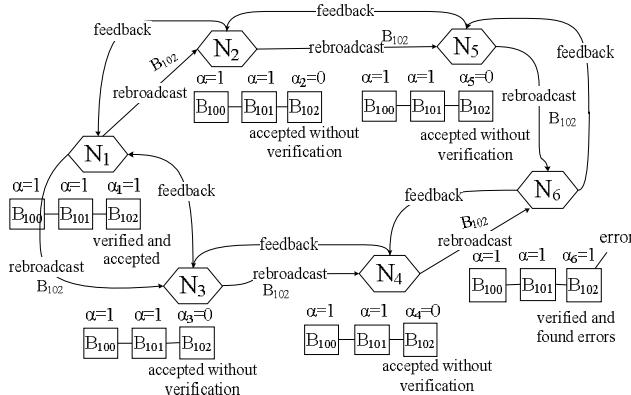 feedback
feedback
N2
N5
feedback
B102
rebroadcast
B102
rebroadcast
α=1 α=1 α2=0
B100 B101 B102
accepted without
verification
α=1 α=1 α5=0
B100 B101 B102
accepted without
verification
rebroadcast
B102
N1
feedback
α=1 α=1 α1=1
B100 B101 B102
verified and
accepted
rebroadcast
B102
N6
feedback
B102
rebroadcast
feedback
N3
rebroadcast
B102
N4
error
α=1 α=1 α6=1
B100 B101 B102
verified and
found errors
α=1 α=1 α3=0
B100 B101 B102
accepted without
verification
α=1 α=1 α4=0
B100 B101 B102
accepted without
verification